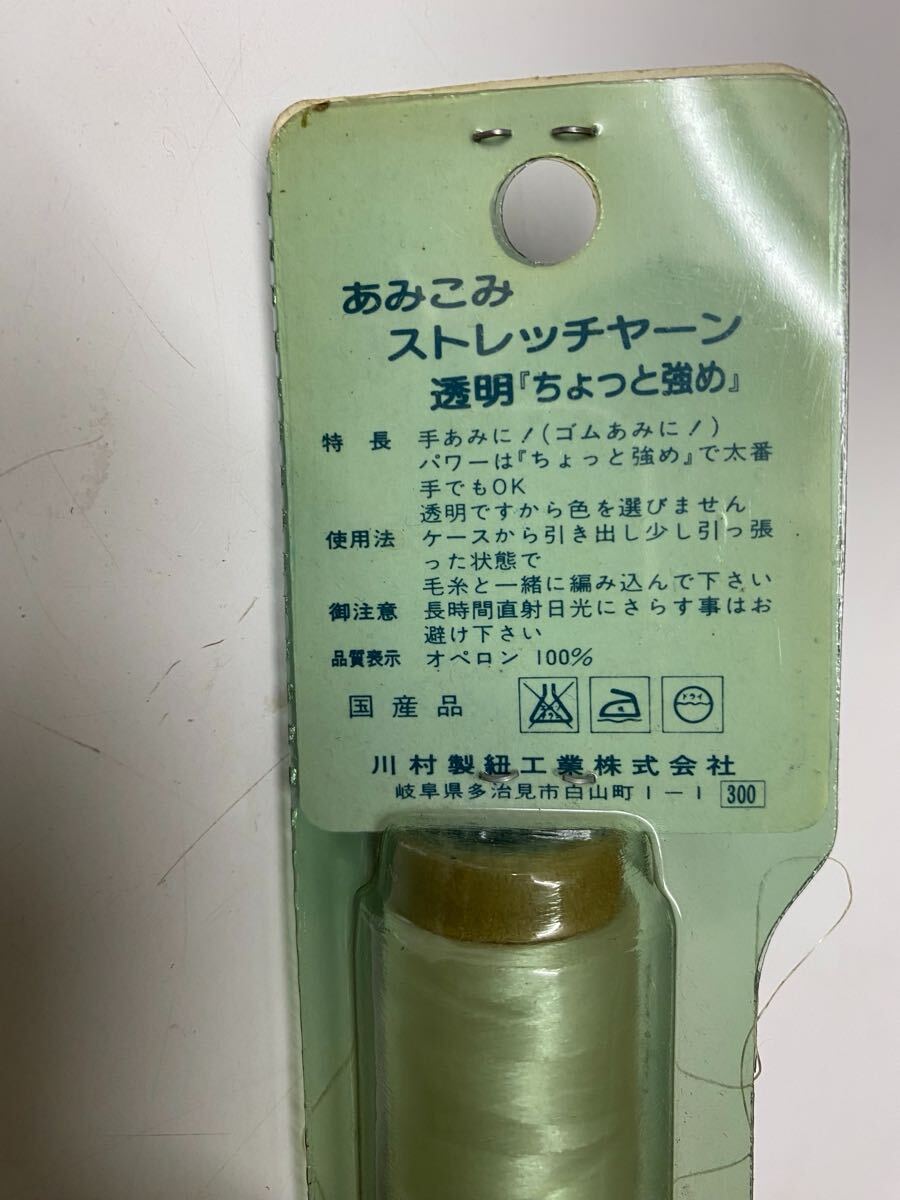 あみこみ
ストレッチヤーン
透明『ちょっと強め』
特長 手あみに!(ゴムあみに!)
パワーは『ちょっと強め』で太番
手でもOK
透明ですから色を選びません
使用法 ケースから引き出し少し引っ張
った状態で
毛糸と一緒に編み込んで下さい
御注意 長時間直射日光にさらす事はお
避け下さい
品質表示 オペロン 100%
国産品 ドライ
川村製紐工業株式会社
岐阜県多治見市白山町1-1 300